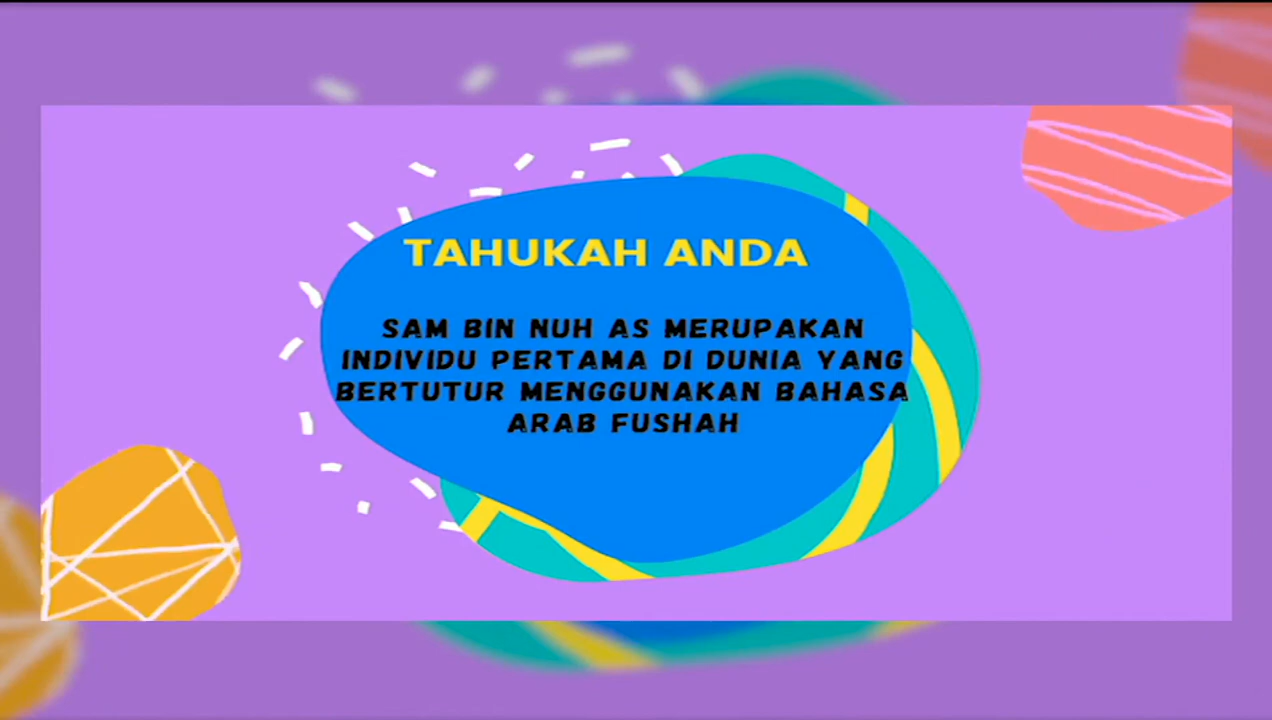 TAHUKAH ANDA
SAM BIN NUH AS MERUPAKAN
INDIVIDU PERTAMA DI DUNIA YANG
BERTUTUR MENGGUNAKAN BAHASA
ARAB FUSHAH